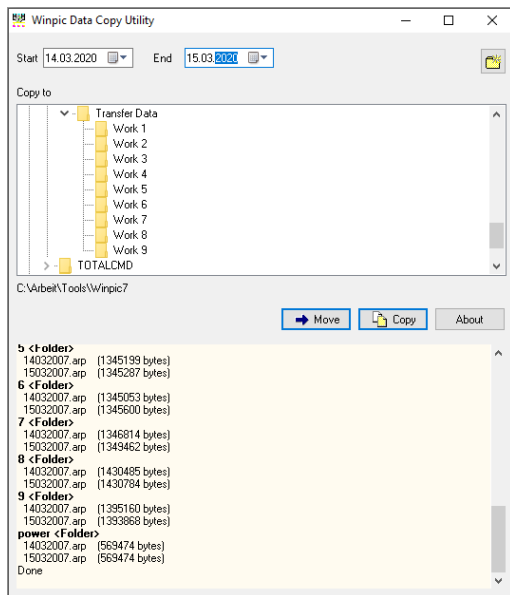 Winpic Data Copy Utility
Start 14.03.2020 End 15.03.2020
Copy to
Transfer Data
Work 1
Work 2
Work 3
Work 4
Work 5
Work 6
Work 7
Work 8
Work 9
TOTALCMD
C:\Arbeit\Tools\Winpic7
Move Copy About
5 <Folder>
14032007.arp (1345199 bytes)
15032007.arp (1345287 bytes)
6 <Folder>
14032007.arp (1345053 bytes)
15032007.arp (1345600 bytes)
7 <Folder>
14032007.arp (1346814 bytes)
15032007.arp (1349462 bytes)
8 <Folder>
14032007.arp (1430485 bytes)
15032007.arp (1430784 bytes)
9 <Folder>
14032007.arp (1395160 bytes)
15032007.arp (1393868 bytes)
power <Folder>
14032007.arp (569474 bytes)
15032007.arp (569474 bytes)
Done